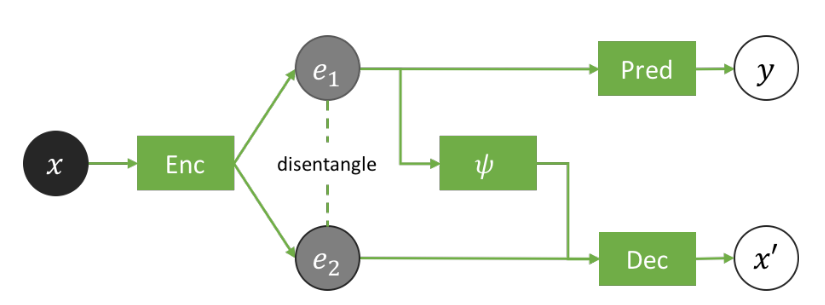 e₁
Pred
y
x
Enc
disentangle
ψ
e₂
Dec
x′